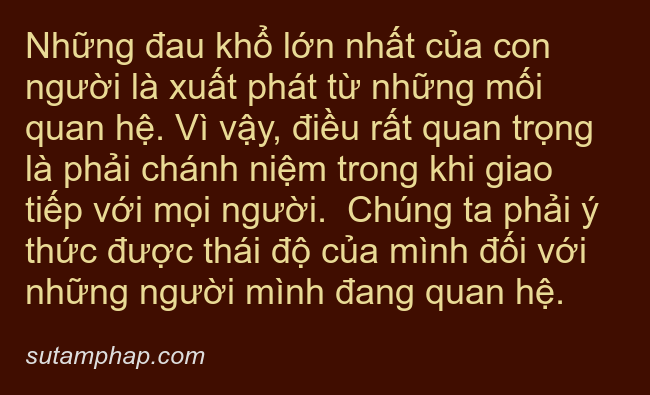 Những đau khổ lớn nhất của con
người là xuất phát từ những mối
quan hệ. Vì vậy, điều rất quan trọng
là phải chánh niệm trong khi giao
tiếp với mọi người.  Chúng ta phải ý
thức được thái độ của mình đối với
những người mình đang quan hệ.
sutamphap.com